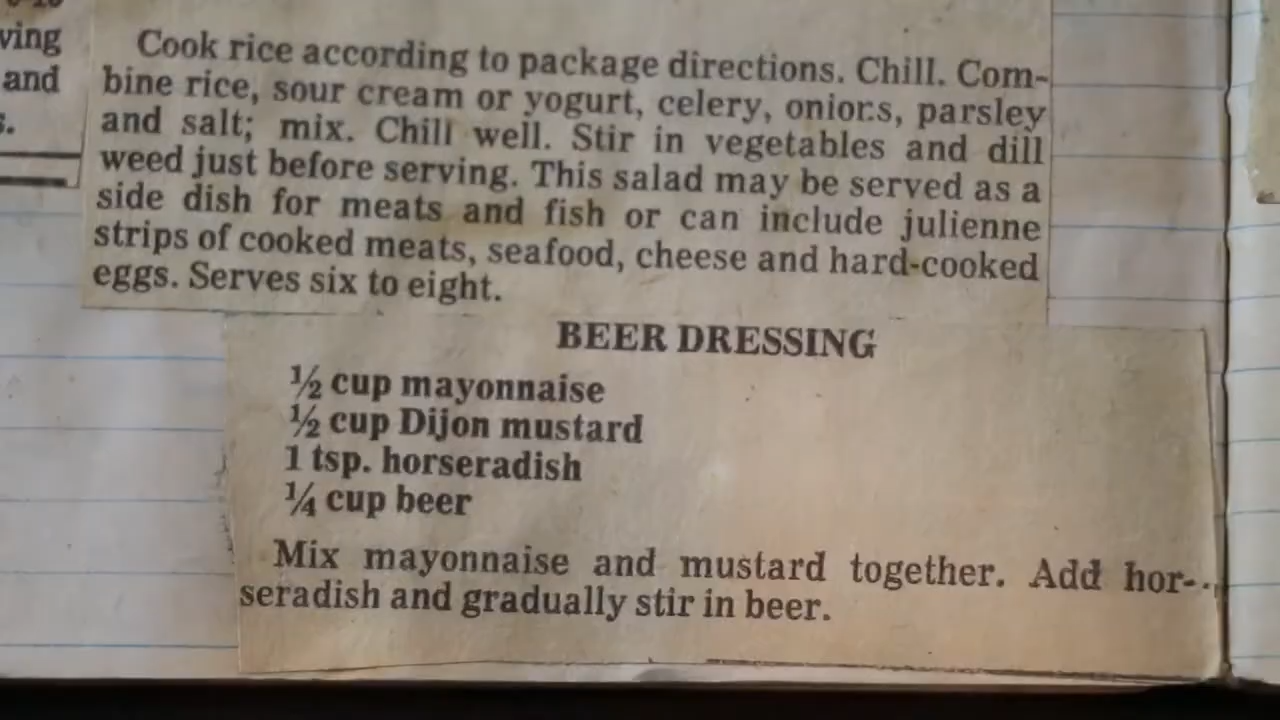 ving
and
s.
Cook rice according to package directions. Chill. Com-
bine rice, sour cream or yogurt, celery, onions, parsley
and salt; mix. Chill well. Stir in vegetables and dill
weed just before serving. This salad may be served as a
side dish for meats and fish or can include julienne
strips of cooked meats, seafood, cheese and hard-cooked
eggs. Serves six to eight.
BEER DRESSING
½ cup mayonnaise
½ cup Dijon mustard
1 tsp. horseradish
¼ cup beer
Mix mayonnaise and mustard together. Add hor-
seradish and gradually stir in beer.